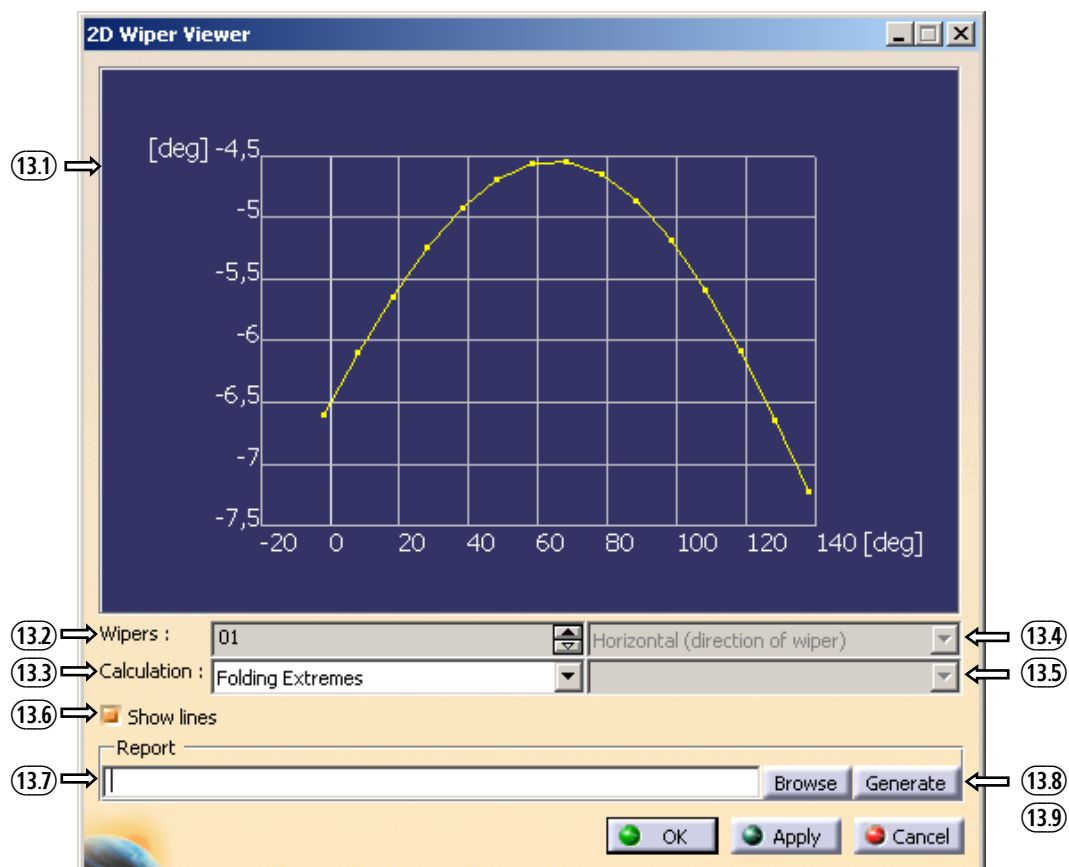 2D Wiper Viewer
13.1
[deg] -4,5
-5
-5,5
-6
-6,5
-7
-7,5
-20 0 20 40 60 80 100 120 140 [deg]
13.2 Wipers : 01 Horizontal (direction of wiper) 13.4
13.3 Calculation : Folding Extremes 13.5
13.6 Show lines
Report
13.7 Browse Generate 13.8
13.9
OK Apply Cancel